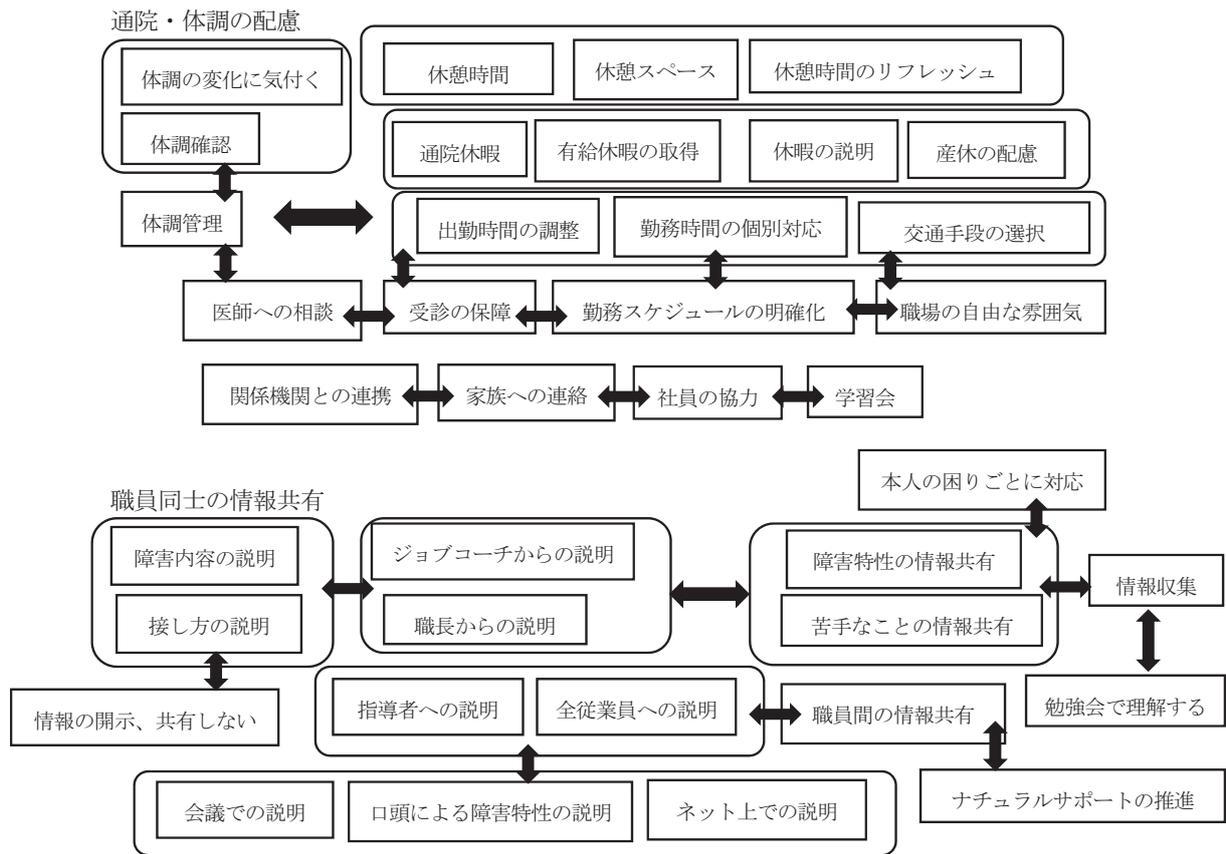 通院・体調の配慮
体調の変化に気付く
体調確認
休憩時間
休憩スペース
休憩時間のリフレッシュ
通院休暇
有給休暇の取得
休暇の説明
産休の配慮
体調管理
出勤時間の調整
勤務時間の個別対応
交通手段の選択
医師への相談
受診の保障
勤務スケジュールの明確化
職場の自由な雰囲気
関係機関との連携
家族への連絡
社員の協力
学習会
職員同士の情報共有
本人の困りごとに対応
障害内容の説明
接し方の説明
ジョブコーチからの説明
職長からの説明
障害特性の情報共有
苦手なことの情報共有
情報収集
情報の開示、共有しない
指導者への説明
全従業員への説明
職員間の情報共有
勉強会で理解する
会議での説明
口頭による障害特性の説明
ネット上での説明
ナチュラルサポートの推進